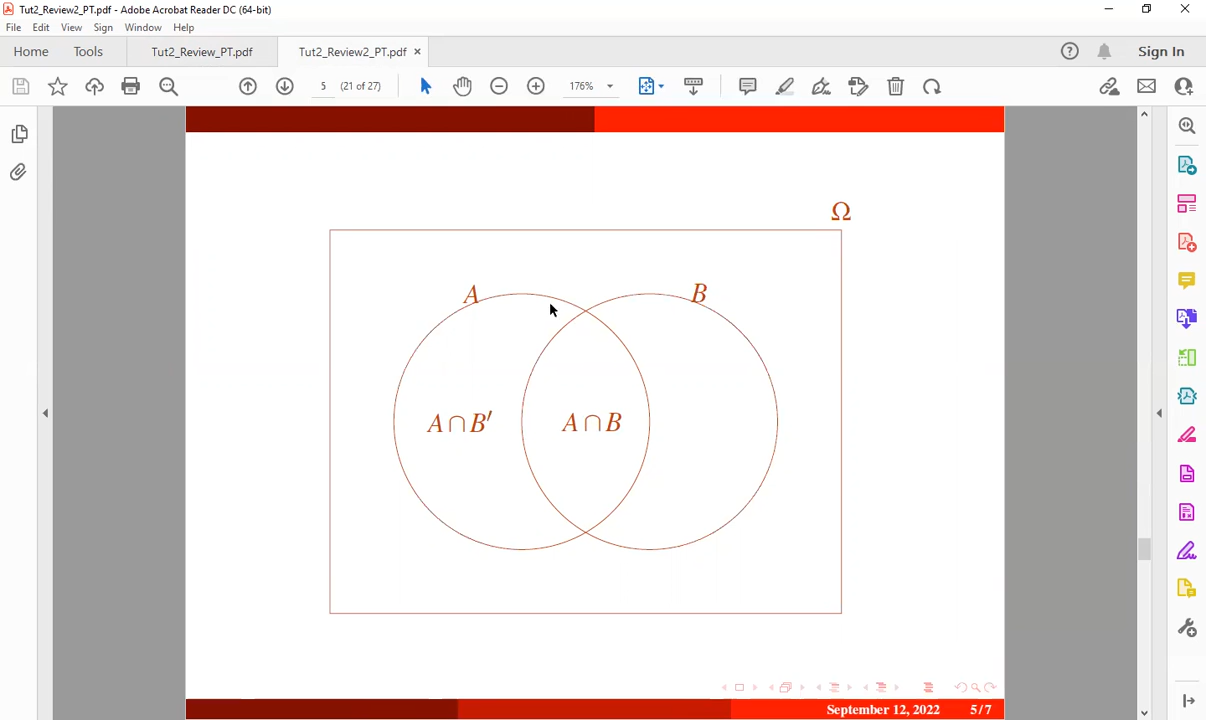 Tut2_Review2_PT.pdf - Adobe Acrobat Reader DC (64-bit)
File Edit View Sign Window Help
Home Tools Tut2_Review_PT.pdf Tut2_Review2_PT.pdf × Sign In
5 (21 of 27) 176%
Ω
A B
A ∩ B′ A ∩ B
September 12, 2022 5/7